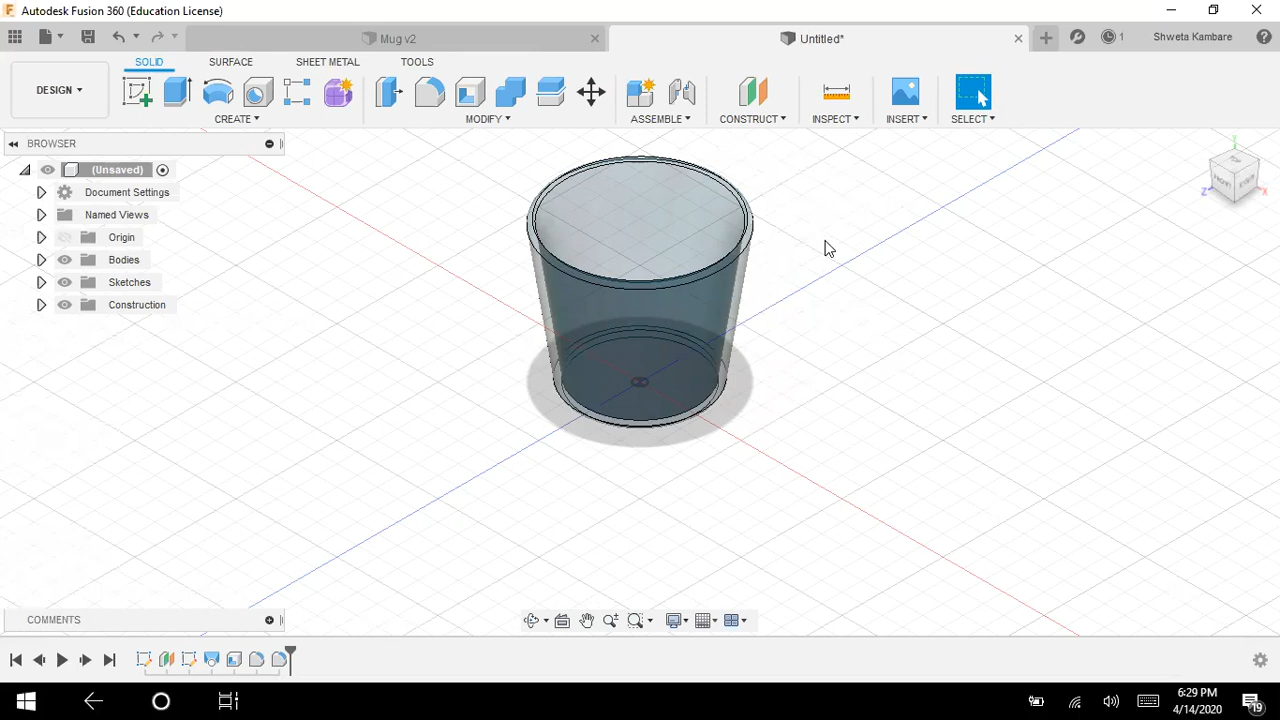 Autodesk Fusion 360 (Education License)
Mug v2
Untitled*
1
Shweta Kambare
DESIGN
SOLID
SURFACE
SHEET METAL
TOOLS
CREATE
MODIFY
ASSEMBLE
CONSTRUCT
INSPECT
INSERT
SELECT
BROWSER
(Unsaved)
Document Settings
Named Views
Origin
Bodies
Sketches
Construction
Y
TOP
FRONT
Z
X
COMMENTS
6:29 PM
4/14/2020
19